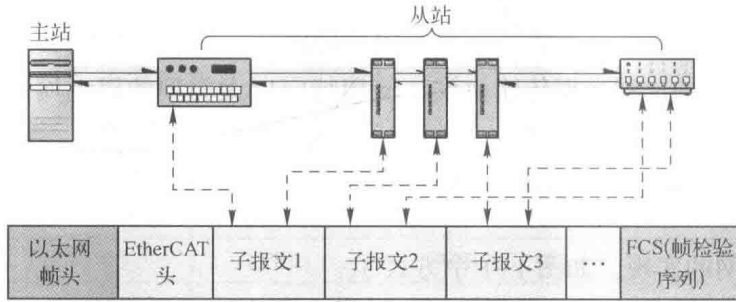 从站
主站
以太网
帧头
EtherCAT
头
子报文1
子报文2
子报文3
…
FCS(帧检验
序列)